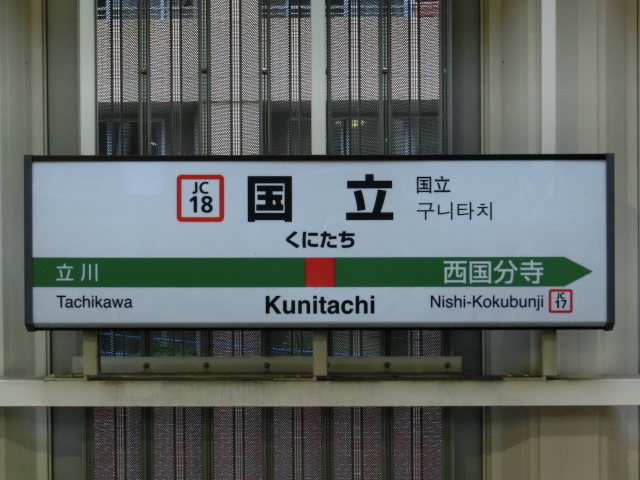 JC
18
国立
国立
구니타치
くにたち
立川
西国分寺
Tachikawa
Kunitachi
Nishi-Kokubunji
JC
17